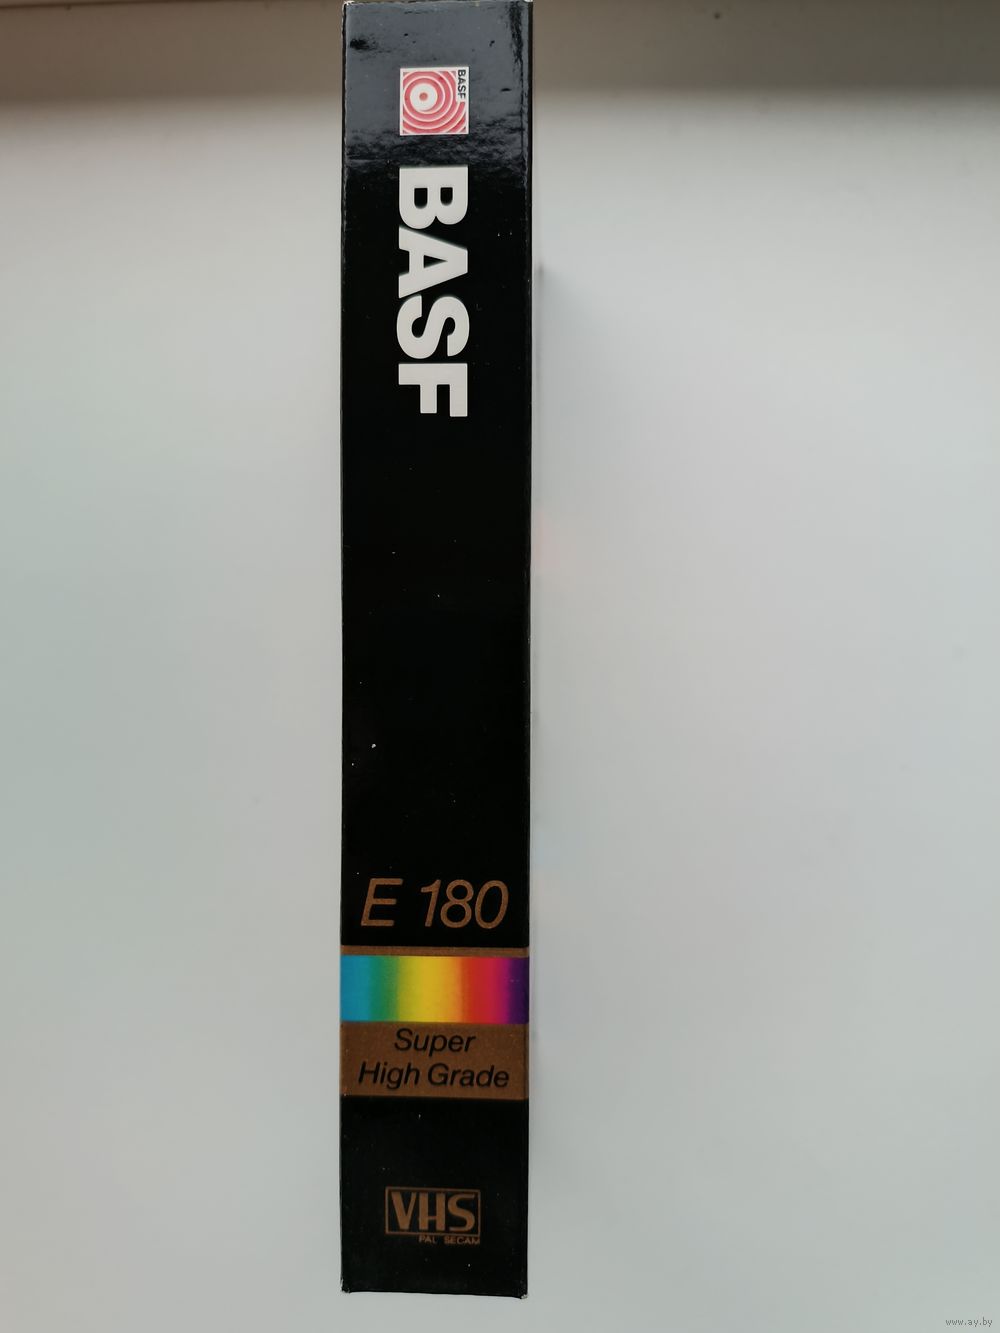 BASF
BASF
E 180
Super
High Grade
VHS
PAL SECAM
www.ay.by